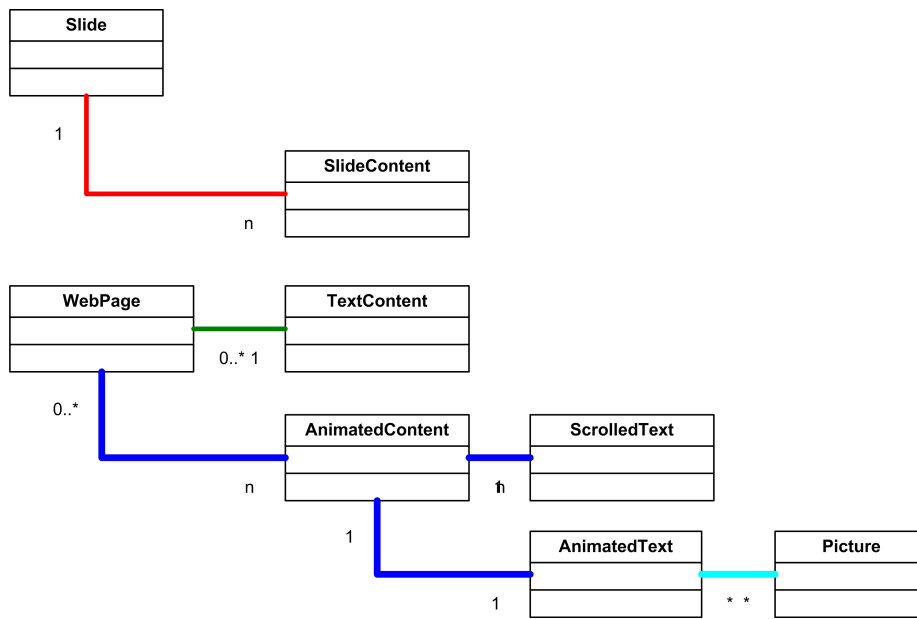 Slide
1
SlideContent
n
WebPage
TextContent
0..* 1
0..*
AnimatedContent
ScrolledText
n
1
AnimatedText
Picture
1
* *